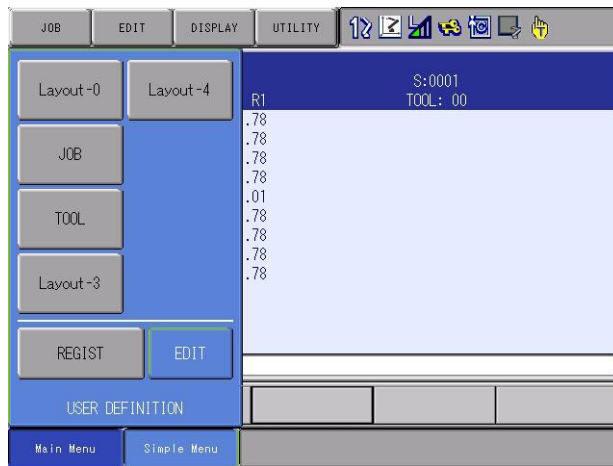 JOB EDIT DISPLAY UTILITY
Layout-0 Layout-4
JOB
TOOL
Layout-3
REGIST EDIT
USER DEFINITION
Main Menu Simple Menu
S:0001
R1 TOOL: 00
.78
.78
.78
.78
.01
.78
.78
.78
.78